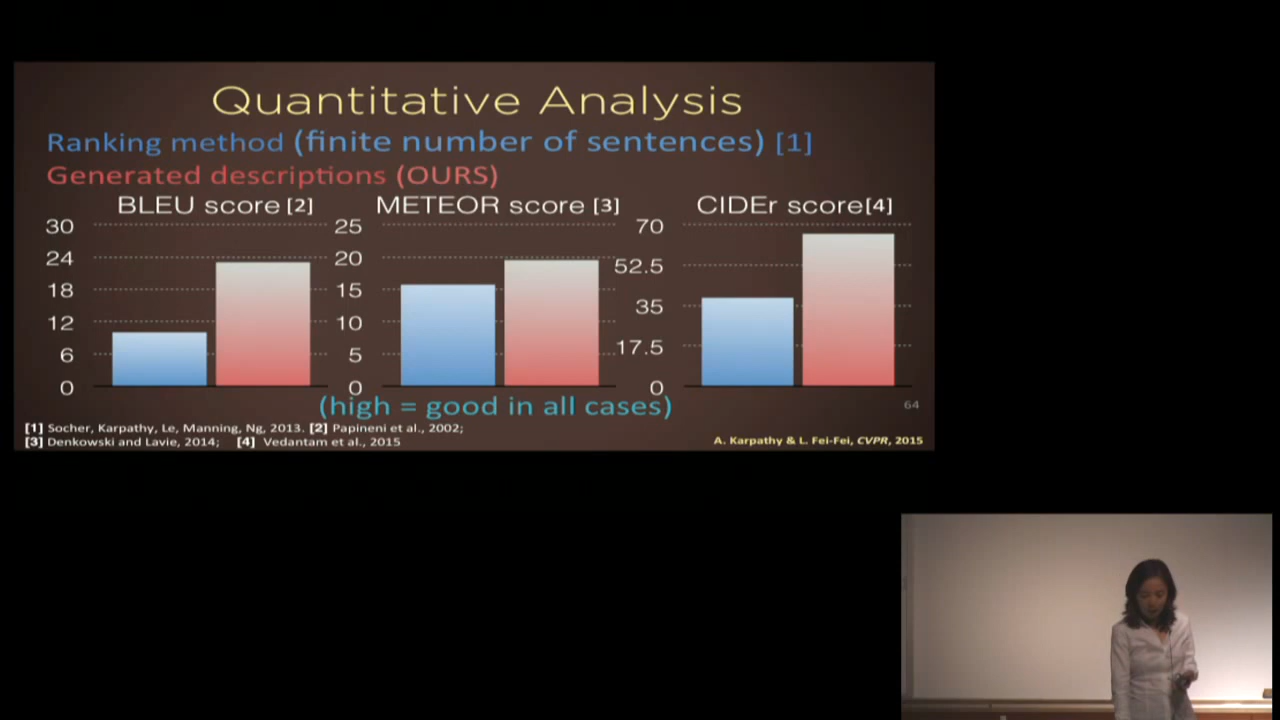 Quantitative Analysis
Ranking method (finite number of sentences) [1]
Generated descriptions (OURS)
BLEU score [2]
30
24
18
12
6
0
METEOR score [3]
25
20
15
10
5
0
CIDEr score[4]
70
52.5
35
17.5
0
(high = good in all cases)
64
[1] Socher, Karpathy, Le, Manning, Ng, 2013. [2] Papineni et al., 2002;
[3] Denkowski and Lavie, 2014; [4] Vedantam et al., 2015
A. Karpathy & L. Fei-Fei, CVPR, 2015